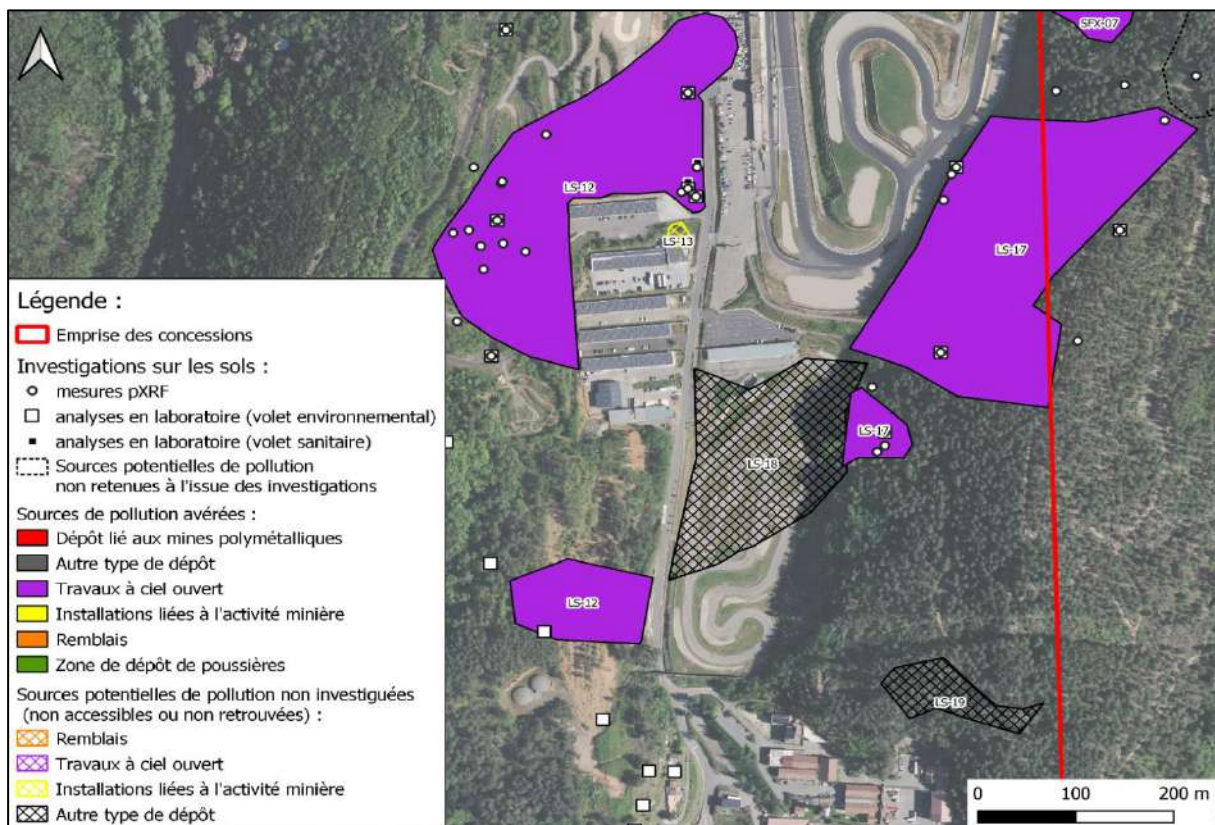 SFX-07
LS-12
LS-13
LS-17
LS-17
LS-18
LS-12
LS-19
Légende :
Emprise des concessions
Investigations sur les sols :
mesures pXRF
analyses en laboratoire (volet environnemental)
analyses en laboratoire (volet sanitaire)
Sources potentielles de pollution
non retenues à l'issue des investigations
Sources de pollution avérées :
Dépôt lié aux mines polymétalliques
Autre type de dépôt
Travaux à ciel ouvert
Installations liées à l'activité minière
Remblais
Zone de dépôt de poussières
Sources potentielles de pollution non investiguées
(non accessibles ou non retrouvées) :
Remblais
Travaux à ciel ouvert
Installations liées à l'activité minière
Autre type de dépôt
0 100 200 m